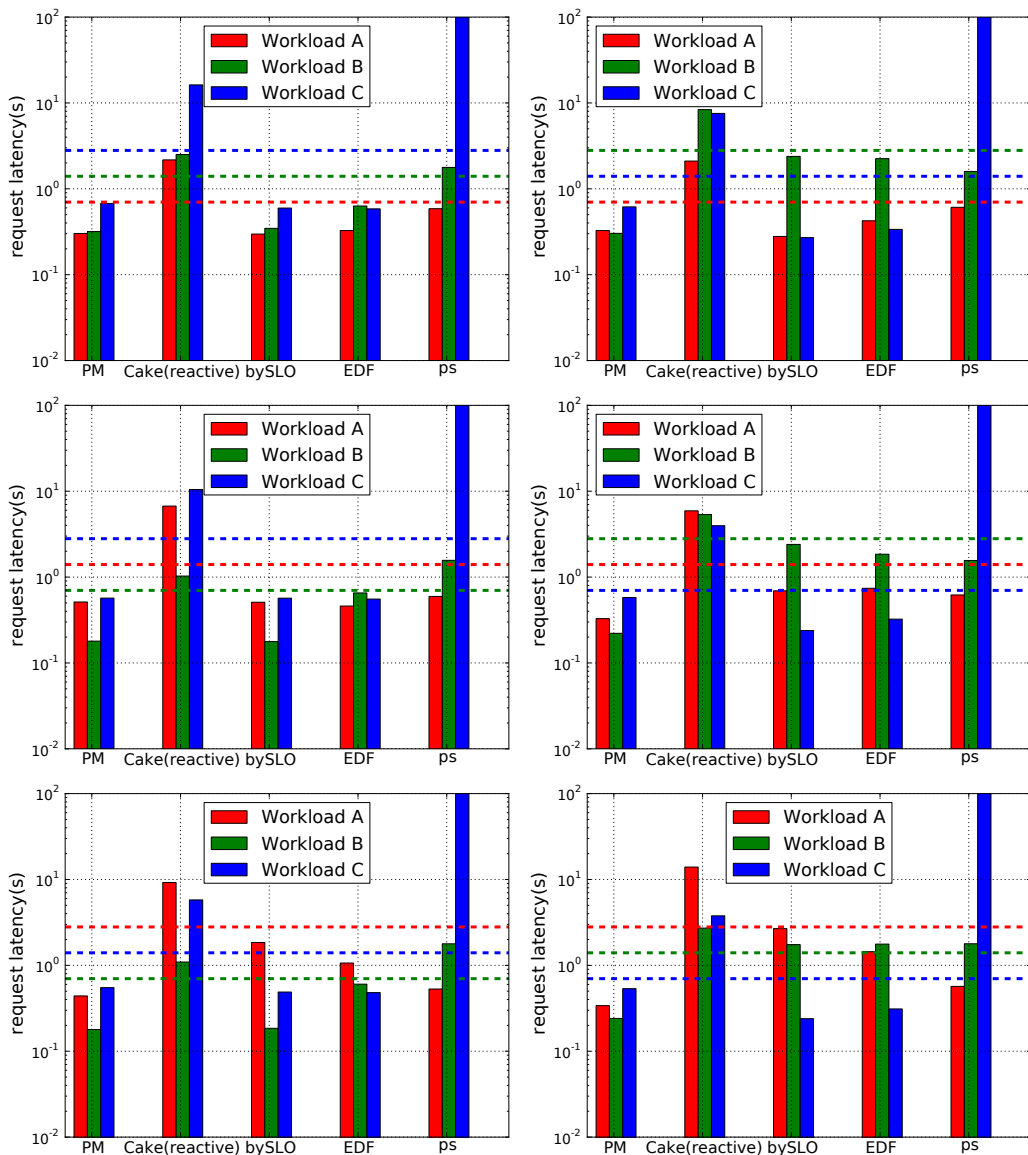 10^2
10^1
10^0
10^-1
10^-2
request latency(s)
Workload A
Workload B
Workload C
PM Cake(reactive) bySLO EDF ps
10^2
10^1
10^0
10^-1
10^-2
request latency(s)
Workload A
Workload B
Workload C
PM Cake(reactive) bySLO EDF ps
10^2
10^1
10^0
10^-1
10^-2
request latency(s)
Workload A
Workload B
Workload C
PM Cake(reactive) bySLO EDF ps
10^2
10^1
10^0
10^-1
10^-2
request latency(s)
Workload A
Workload B
Workload C
PM Cake(reactive) bySLO EDF ps
10^2
10^1
10^0
10^-1
10^-2
request latency(s)
Workload A
Workload B
Workload C
PM Cake(reactive) bySLO EDF ps
10^2
10^1
10^0
10^-1
10^-2
request latency(s)
Workload A
Workload B
Workload C
PM Cake(reactive) bySLO EDF ps